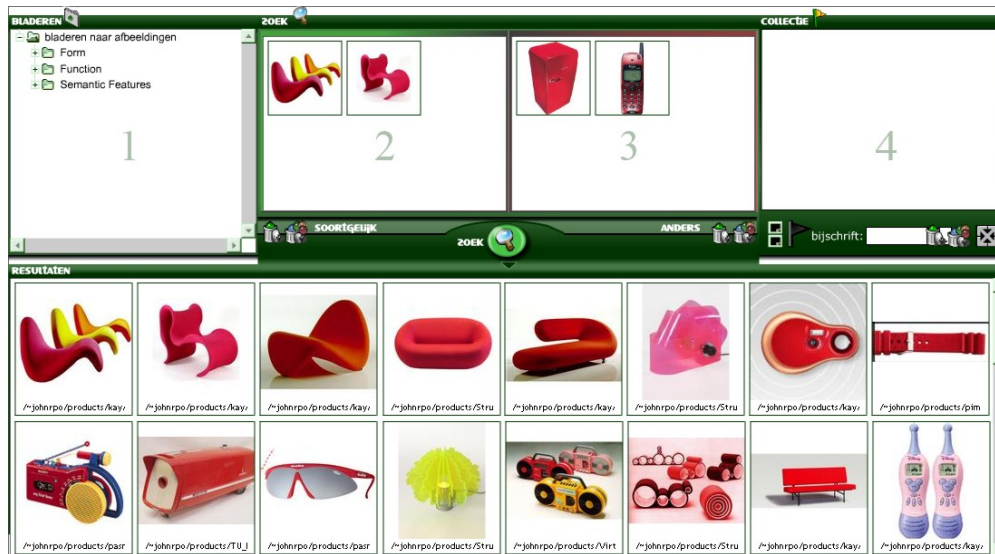 BLADEREN
ZOEK
COLLECTIE
bladeren naar afbeeldingen
Form
Function
Semantic Features
1
2
3
4
SOORTGELIJK
ZOEK
ANDERS
bijschrift:
RESULTATEN
/~johnrpo/products/kay/
/~johnrpo/products/kay/
/~johnrpo/products/kay/
/~johnrpo/products/Stru
/~johnrpo/products/kay/
/~johnrpo/products/Stru
/~johnrpo/products/kay/
/~johnrpo/products/pim
/~johnrpo/products/pasr
/~johnrpo/products/TU_I
/~johnrpo/products/pasr
/~johnrpo/products/Stru
/~johnrpo/products/Virt
/~johnrpo/products/Stru
/~johnrpo/products/kay/
/~johnrpo/products/kay/